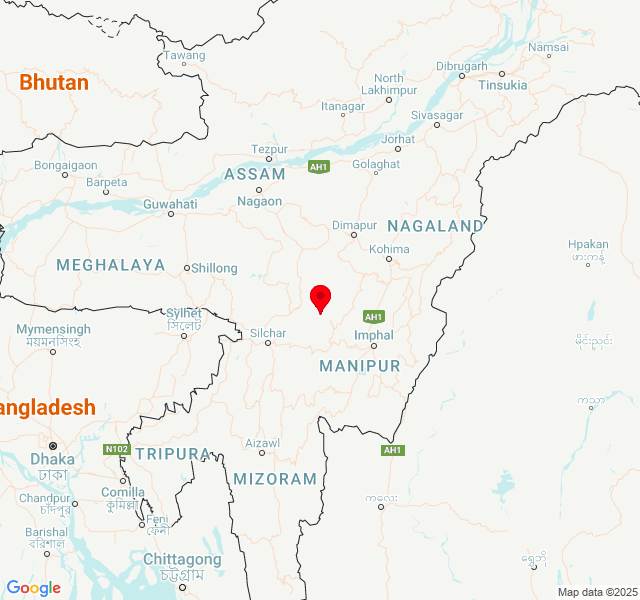 Tawang
Namsai
Dibrugarh
Bhutan
North
Lakhimpur
Tinsukia
Itanagar
Sivasagar
Jorhat
Tezpur
AH1
Golaghat
Bongaigaon
ASSAM
Barpeta
Nagaon
Guwahati
Dimapur
NAGALAND
Kohima
Hpakan
ဖားကန့်
MEGHALAYA
Shillong
Sylhet
সিলেট
AH1
Mymensingh
ময়মনসিংহ
Silchar
Imphal
မိုးညှင်း
MANIPUR
ကသာ
angladesh
Dhaka
ঢাকা
N102
TRIPURA
Aizawl
AH1
MIZORAM
Comilla
কুমিল্লা
Chandpur
চাঁদপুর
ကလေး
Feni
ফেনী
Barishal
বরিশাল
Chittagong
চট্টগ্রাম
ရွှေဘို
Google
Map data ©2025